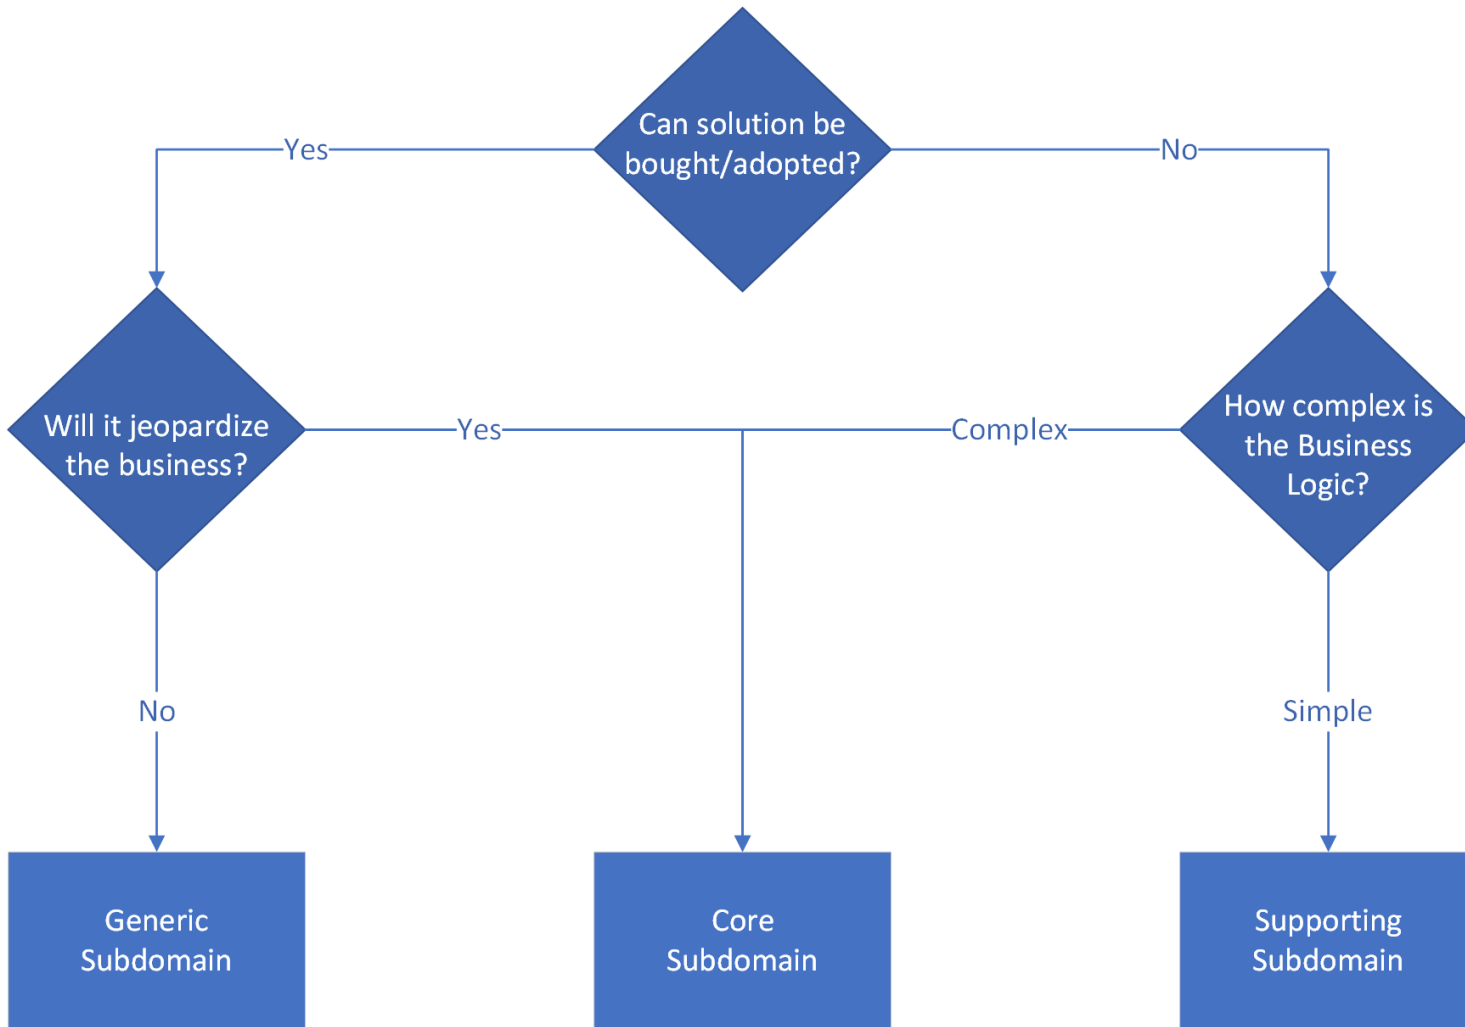 Can solution be
bought/adopted?
Yes
No
Will it jeopardize
the business?
Yes
Complex
How complex is
the Business
Logic?
No
Simple
Generic
Subdomain
Core
Subdomain
Supporting
Subdomain